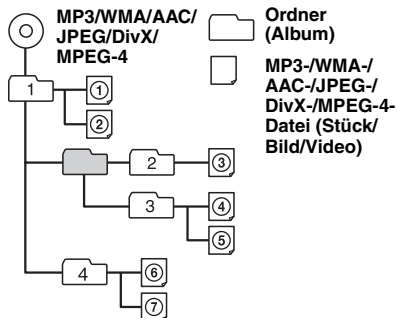 MP3/WMA/AAC/
JPEG/DivX/
MPEG-4
Ordner
(Album)
MP3-/WMA-/
AAC-/JPEG-/
DivX-/MPEG-4-
Datei (Stück/
Bild/Video)
1
①
②
2
③
3
④
⑤
4
⑥
⑦